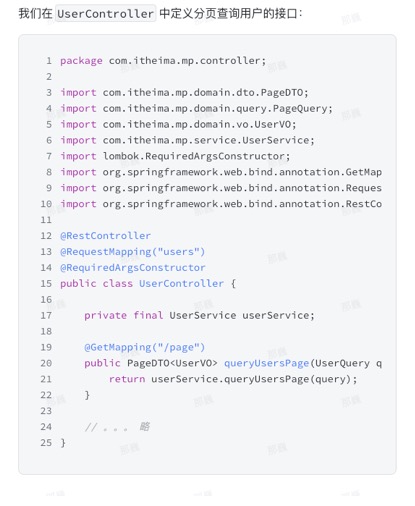 我们在 UserController 中定义分页查询用户的接口：
1 package com.itheima.mp.controller;
2
3 import com.itheima.mp.domain.dto.PageDTO;
4 import com.itheima.mp.domain.query.PageQuery;
5 import com.itheima.mp.domain.vo.UserVO;
6 import com.itheima.mp.service.UserService;
7 import lombok.RequiredArgsConstructor;
8 import org.springframework.web.bind.annotation.GetMap
9 import org.springframework.web.bind.annotation.Reques
10 import org.springframework.web.bind.annotation.RestCo
11
12 @RestController
13 @RequestMapping("users")
14 @RequiredArgsConstructor
15 public class UserController {
16
17     private final UserService userService;
18
19     @GetMapping("/page")
20     public PageDTO<UserVO> queryUsersPage(UserQuery q
21         return userService.queryUsersPage(query);
22     }
23
24     // 。。。 略
25 }